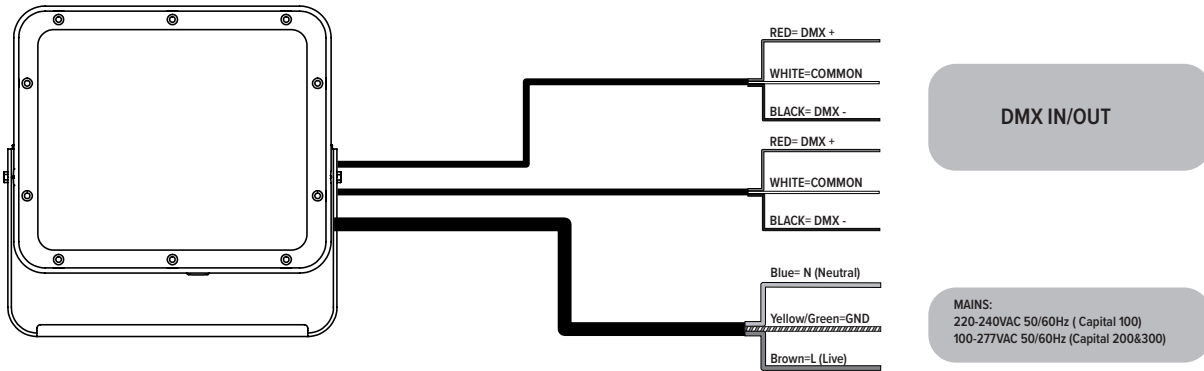 RED= DMX +
WHITE=COMMON
BLACK= DMX -
DMX IN/OUT
RED= DMX +
WHITE=COMMON
BLACK= DMX -
Blue= N (Neutral)
Yellow/Green=GND
Brown=L (Live)
MAINS:
220-240VAC 50/60Hz ( Capital 100)
100-277VAC 50/60Hz (Capital 200&300)